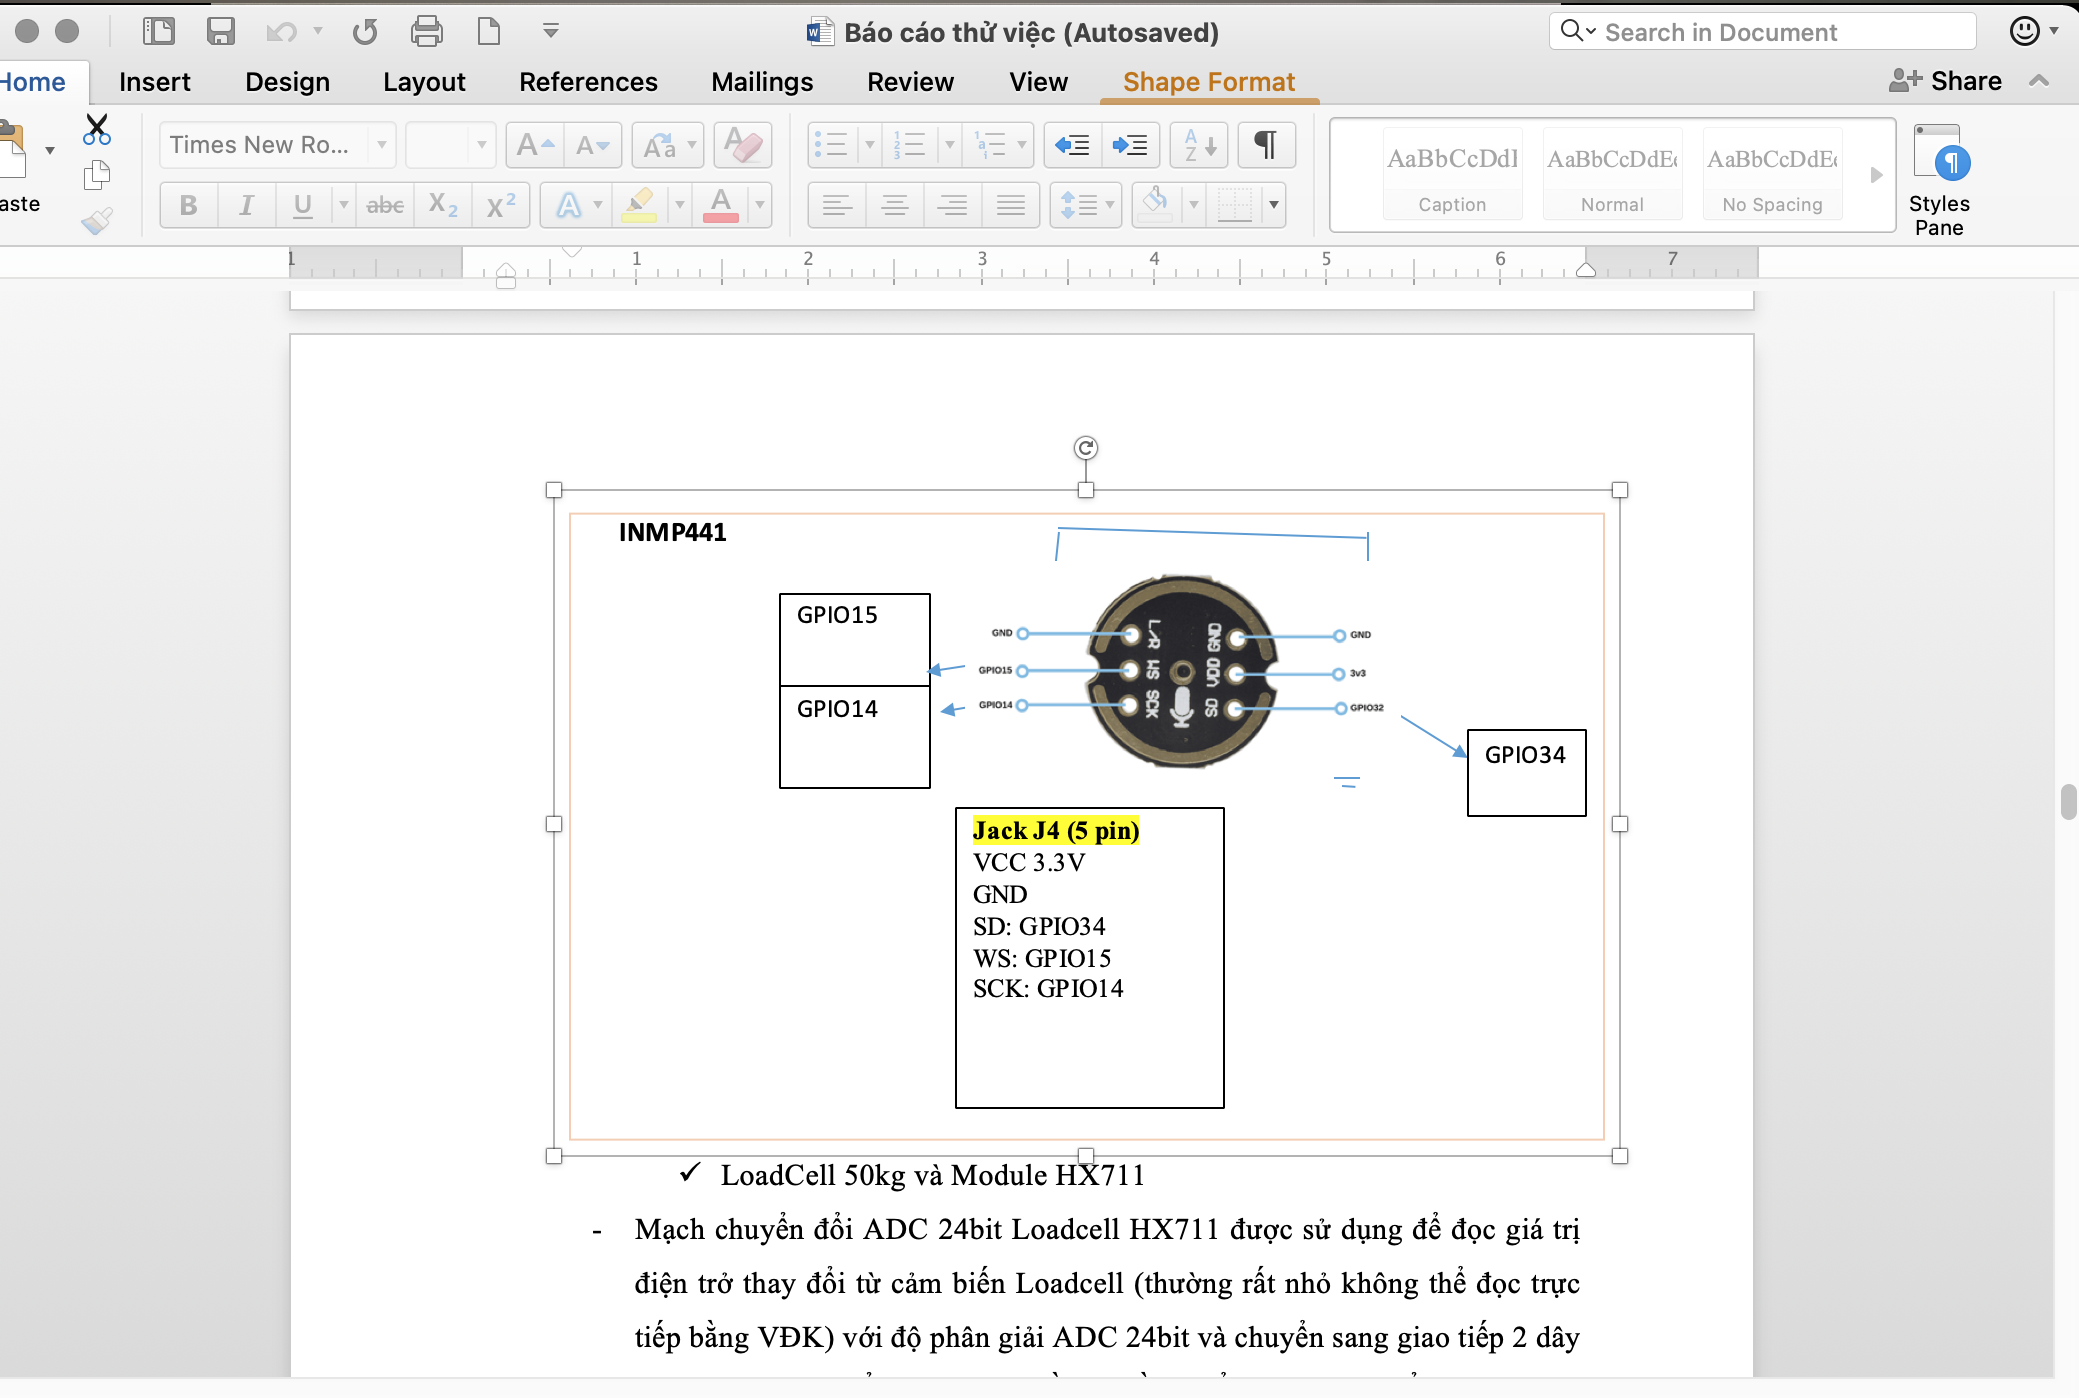 Báo cáo thử việc (Autosaved)
Search in Document
Home Insert Design Layout References Mailings Review View Shape Format Share
Times New Ro...
AaBbCcDdI AaBbCcDdEe AaBbCcDdEe
Caption Normal No Spacing
Styles Pane
aste
1 1 2 3 4 5 6 7
INMP441
GPIO15
GPIO14
GND
GPIO15
GPIO14
L/R
WS
SCK
GND
VDD
SD
GND
3v3
GPIO32
GPIO34
Jack J4 (5 pin)
VCC 3.3V
GND
SD: GPIO34
WS: GPIO15
SCK: GPIO14
✓ LoadCell 50kg và Module HX711
- Mạch chuyển đổi ADC 24bit Loadcell HX711 được sử dụng để đọc giá trị
điện trở thay đổi từ cảm biến Loadcell (thường rất nhỏ không thể đọc trực
tiếp bằng VĐK) với độ phân giải ADC 24bit và chuyển sang giao tiếp 2 dây